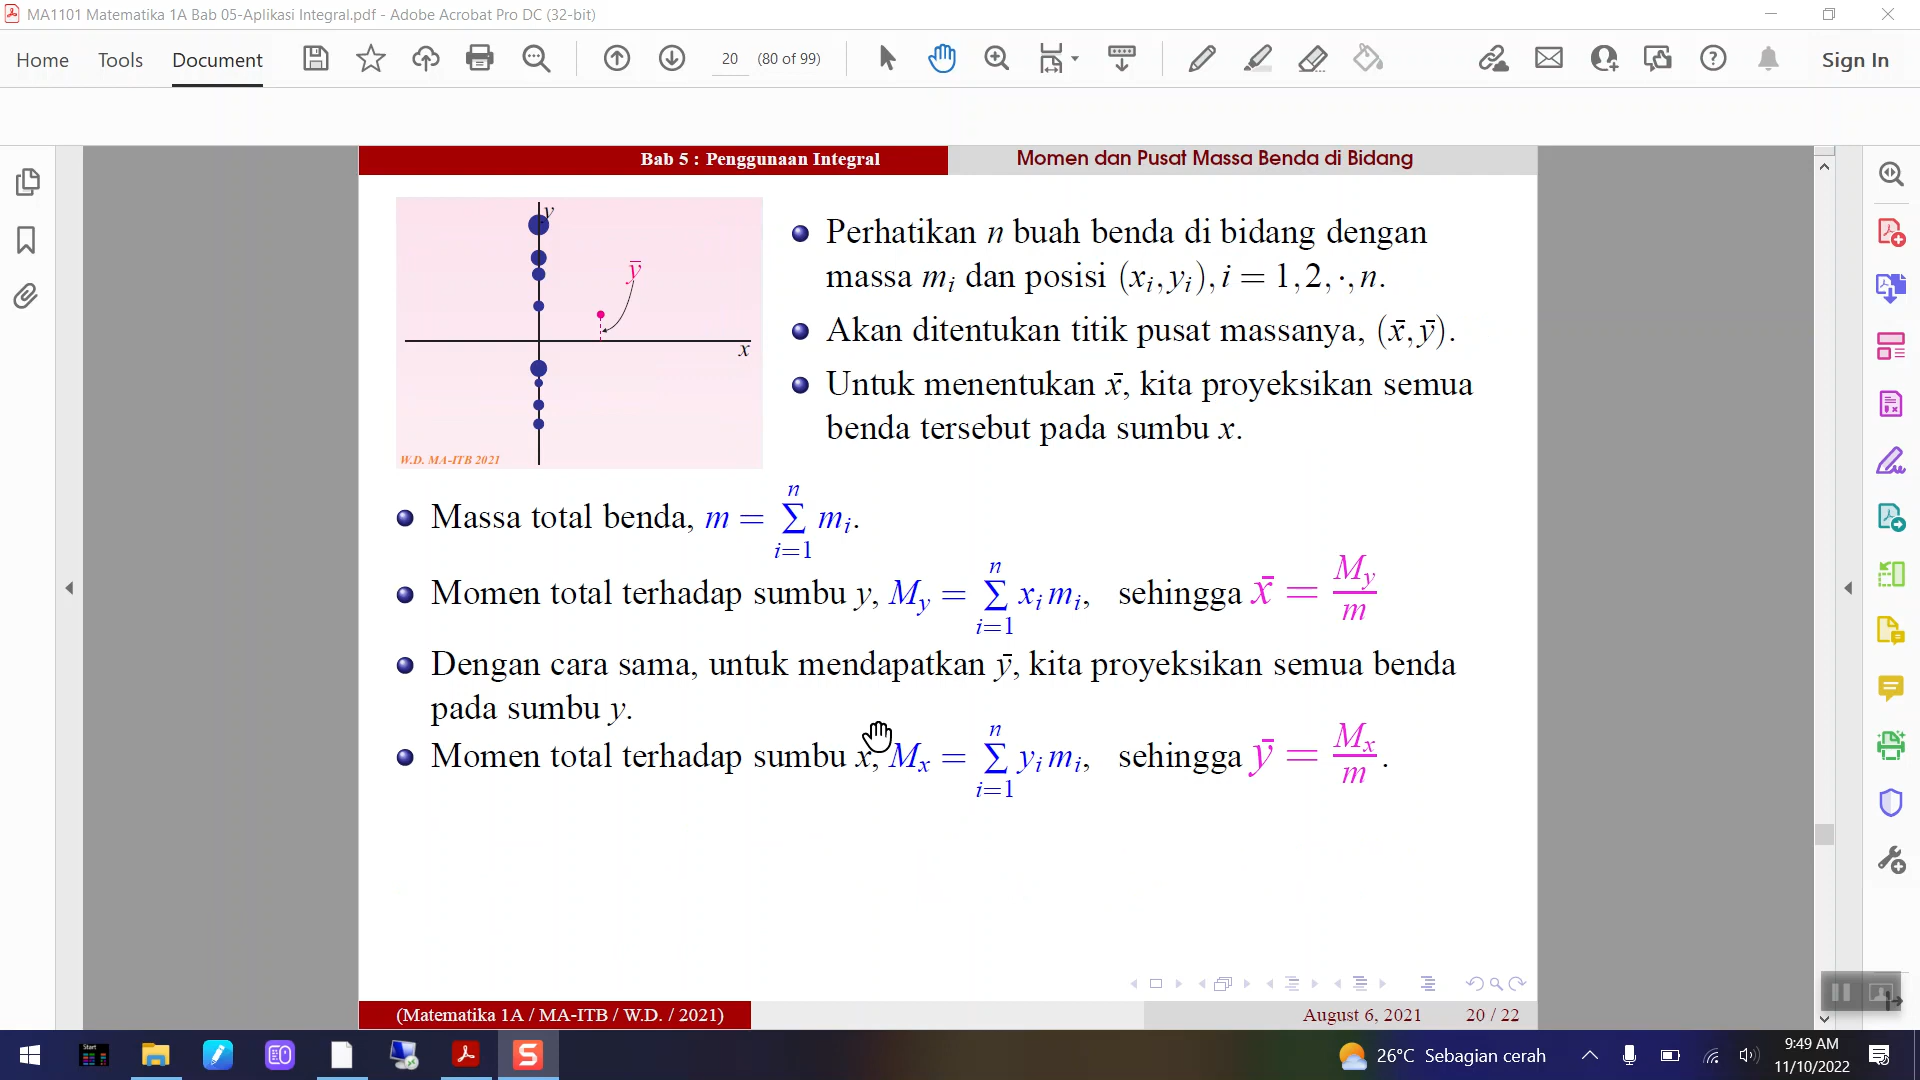 MA1101 Matematika 1A Bab 05-Aplikasi Integral.pdf - Adobe Acrobat Pro DC (32-bit)
Home Tools Document 20 (80 of 99) Sign In
Bab 5 : Penggunaan Integral Momen dan Pusat Massa Benda di Bidang
y
ȳ
x
W.D. MA-ITB 2021
Perhatikan n buah benda di bidang dengan
massa mᵢ dan posisi (xᵢ, yᵢ), i = 1, 2, ·, n.
Akan ditentukan titik pusat massanya, (x̄, ȳ).
Untuk menentukan x̄, kita proyeksikan semua
benda tersebut pada sumbu x.
Massa total benda, m = ∑ᵢ₌₁ⁿ mᵢ.
Momen total terhadap sumbu y, M_y = ∑ᵢ₌₁ⁿ xᵢ mᵢ, sehingga x̄ = M_y / m
Dengan cara sama, untuk mendapatkan ȳ, kita proyeksikan semua benda
pada sumbu y.
Momen total terhadap sumbu x, M_x = ∑ᵢ₌₁ⁿ yᵢ mᵢ, sehingga ȳ = M_x / m.
(Matematika 1A / MA-ITB / W.D. / 2021) August 6, 2021 20 / 22
Start
26°C Sebagian cerah
9:49 AM
11/10/2022